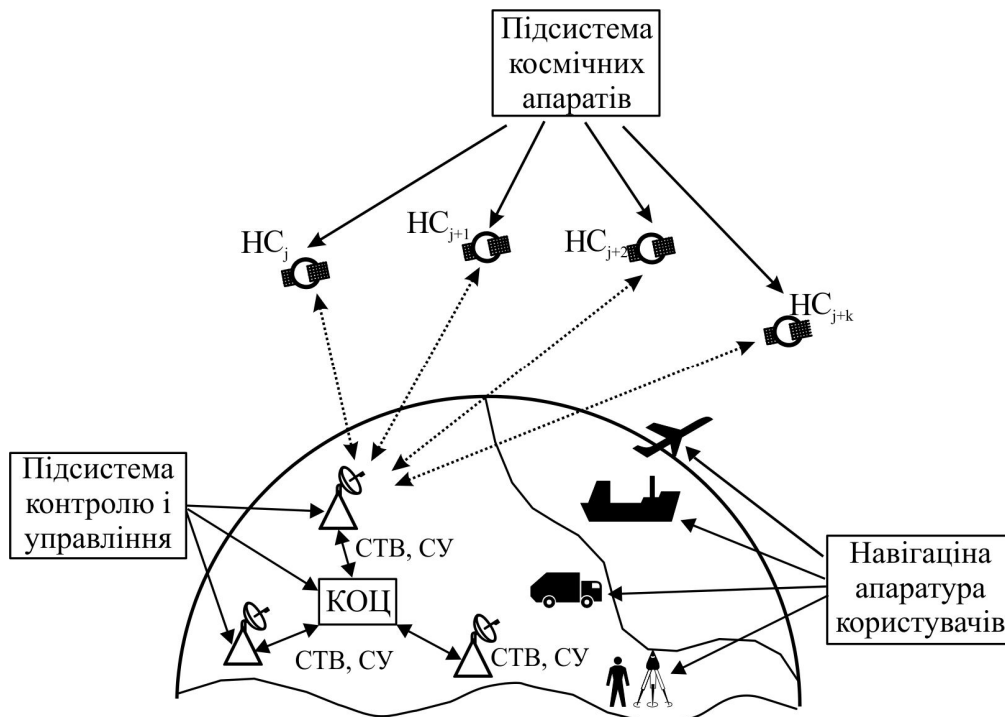 Підсистема
космічних
апаратів
НСj
НСj+1
НСj+2
НСj+k
Підсистема
контролю і
управління
СТВ, СУ
КОЦ
СТВ, СУ
СТВ, СУ
Навігаціна
апаратура
користувачів